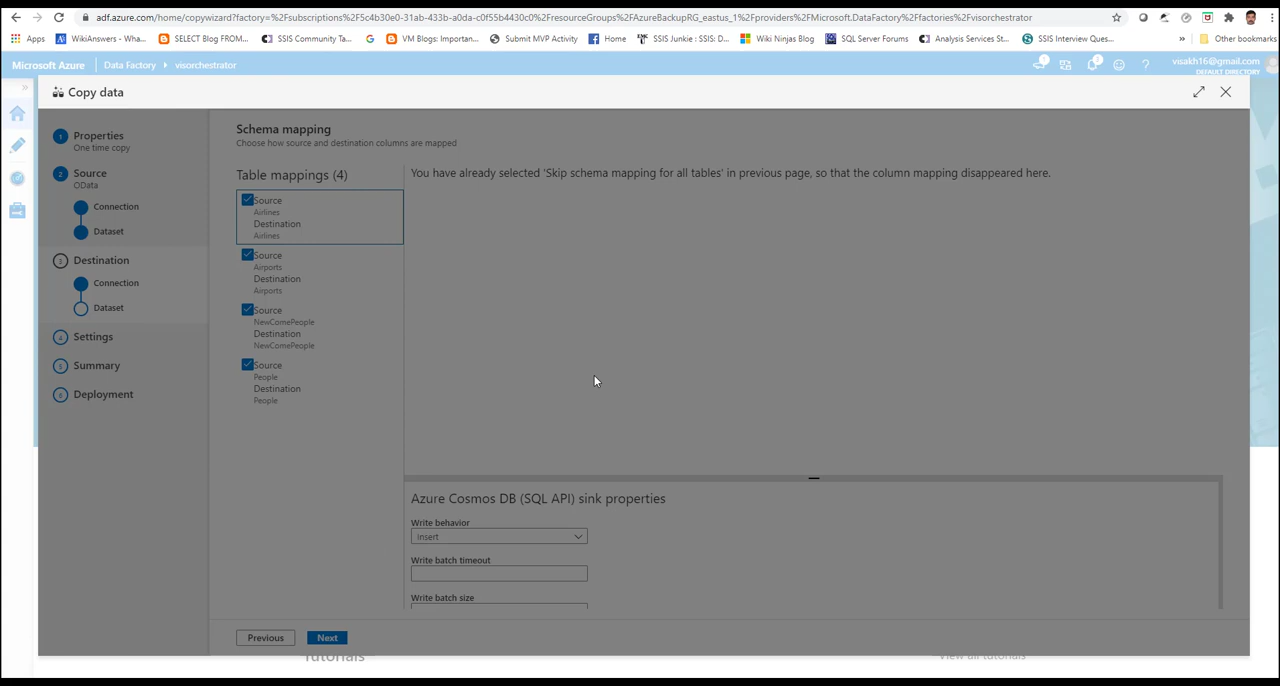 adf.azure.com/home/copywizard?factory=%2Fsubscriptions%2F5c4b30e0-31ab-433b-a0da-c0f55b4430c0%2FresourceGroups%2FAzureBackupRG_eastus_1%2Fproviders%2FMicrosoft.DataFactory%2Ffactories%2Fvisorchestrator
Apps WikiAnswers - Wha... SELECT Blog FROM... SSIS Community Ta... VM Blogs: Importan... Submit MVP Activity Home SSIS Junkie : SSIS: D... Wiki Ninjas Blog SQL Server Forums Analysis Services St... SSIS Interview Ques... » Other bookmarks
Microsoft Azure Data Factory visorchestrator visakh16@gmail.com
DEFAULT DIRECTORY
Copy data
1 Properties
One time copy
2 Source
OData
Connection
Dataset
3 Destination
Connection
Dataset
4 Settings
5 Summary
6 Deployment
Schema mapping
Choose how source and destination columns are mapped
Table mappings (4)
Source
Airlines
Destination
Airlines
Source
Airports
Destination
Airports
Source
NewComePeople
Destination
NewComePeople
Source
People
Destination
People
You have already selected 'Skip schema mapping for all tables' in previous page, so that the column mapping disappeared here.
Azure Cosmos DB (SQL API) sink properties
Write behavior
Insert
Write batch timeout
Write batch size
Previous Next
Tutorials View all tutorials